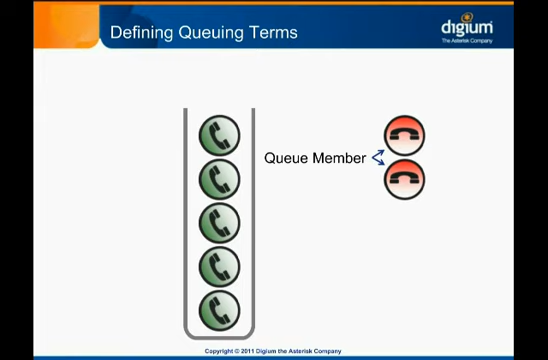 Defining Queuing Terms
digium
The Asterisk Company
Queue Member
Copyright © 2011 Digium the Asterisk Company